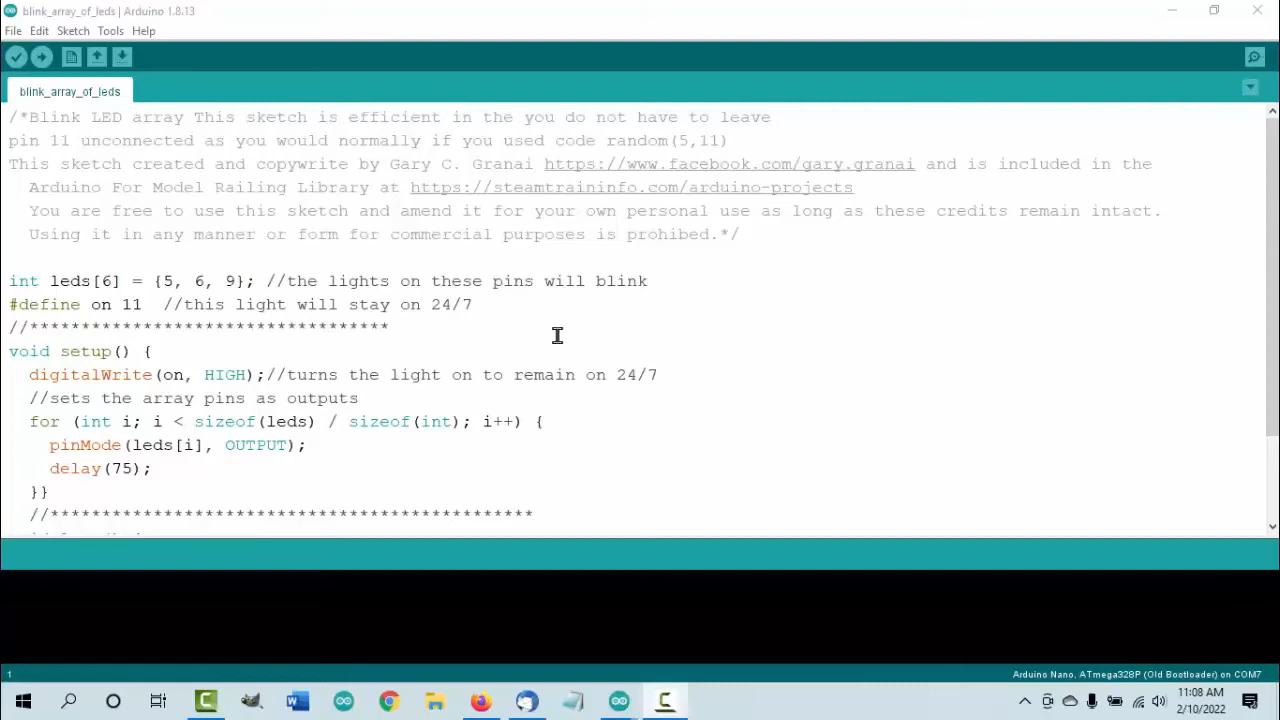 blink_array_of_leds | Arduino 1.8.13
File Edit Sketch Tools Help
blink_array_of_leds
/*Blink LED array This sketch is efficient in the you do not have to leave
pin 11 unconnected as you would normally if you used code random(5,11)
This sketch created and copywrite by Gary C. Granai https://www.facebook.com/gary.granai and is included in the
Arduino For Model Railing Library at https://steamtraininfo.com/arduino-projects
You are free to use this sketch and amend it for your own personal use as long as these credits remain intact.
Using it in any manner or form for commercial purposes is prohibed.*/
int leds[6] = {5, 6, 9}; //the lights on these pins will blink
#define on 11  //this light will stay on 24/7
//***********************************
void setup() {
digitalWrite(on, HIGH);//turns the light on to remain on 24/7
//sets the array pins as outputs
for (int i; i < sizeof(leds) / sizeof(int); i++) {
pinMode(leds[i], OUTPUT);
delay(75);
}}
//***********************************************
1
Arduino Nano, ATmega328P (Old Bootloader) on COM7
11:08 AM
2/10/2022